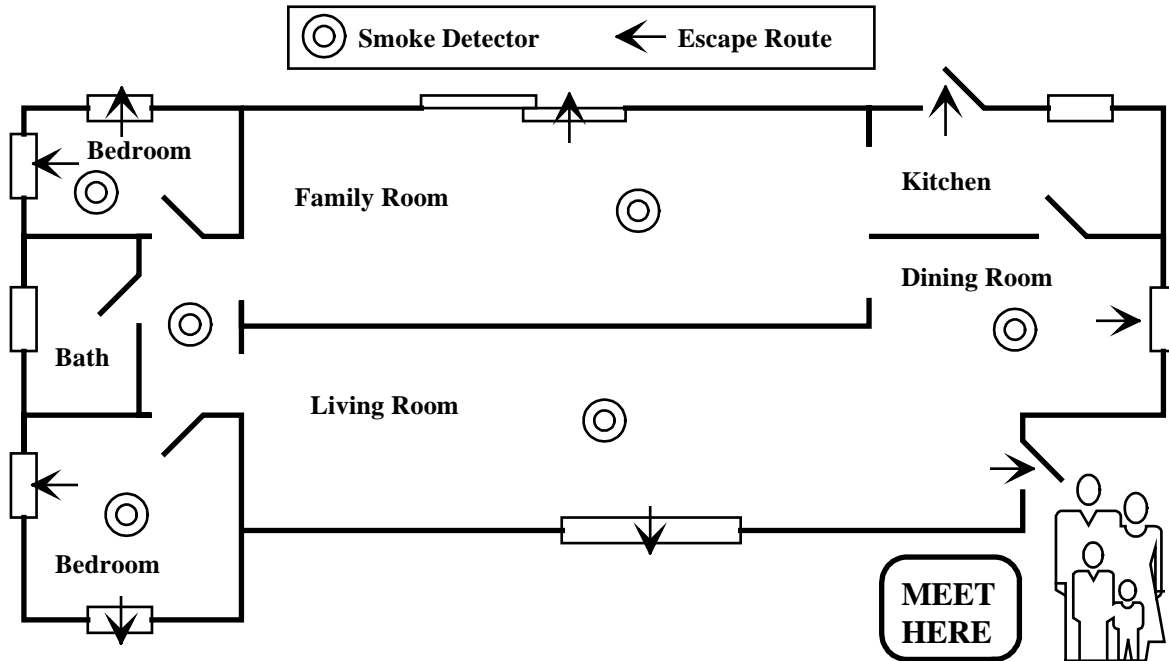 Smoke Detector
Escape Route
Bedroom
Family Room
Kitchen
Dining Room
Bath
Living Room
Bedroom
MEET
HERE